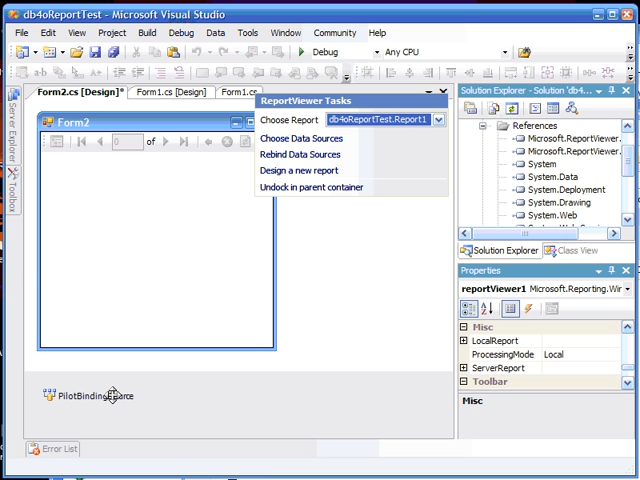 db4oReportTest - Microsoft Visual Studio
File Edit View Project Build Debug Data Tools Window Community Help
Debug Any CPU
Form2.cs [Design]* Form1.cs [Design] Form1.cs
Server Explorer
Toolbox
Form2
0 of
ReportViewer Tasks
Choose Report db4oReportTest.Report1
Choose Data Sources
Rebind Data Sources
Design a new report
Undock in parent container
Error List
Solution Explorer - Solution 'db4...
References
Microsoft.ReportViewer.
Microsoft.ReportViewer.
System
System.Data
System.Deployment
System.Drawing
System.Web
Solution Explorer Class View
Properties
reportViewer1 Microsoft.Reporting.Wir
Misc
LocalReport
ProcessingMode Local
ServerReport
Toolbar
Misc